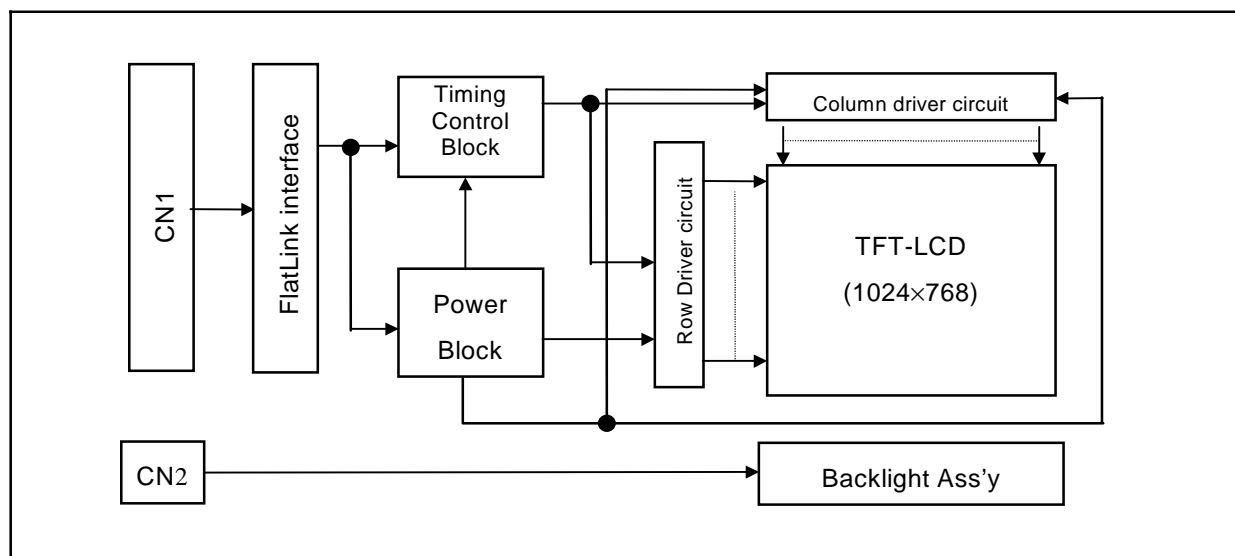 CN1
FlatLink interface
Timing
Control
Block
Power
Block
Row Driver circuit
Column driver circuit
TFT-LCD
(1024×768)
CN2
Backlight Ass'y